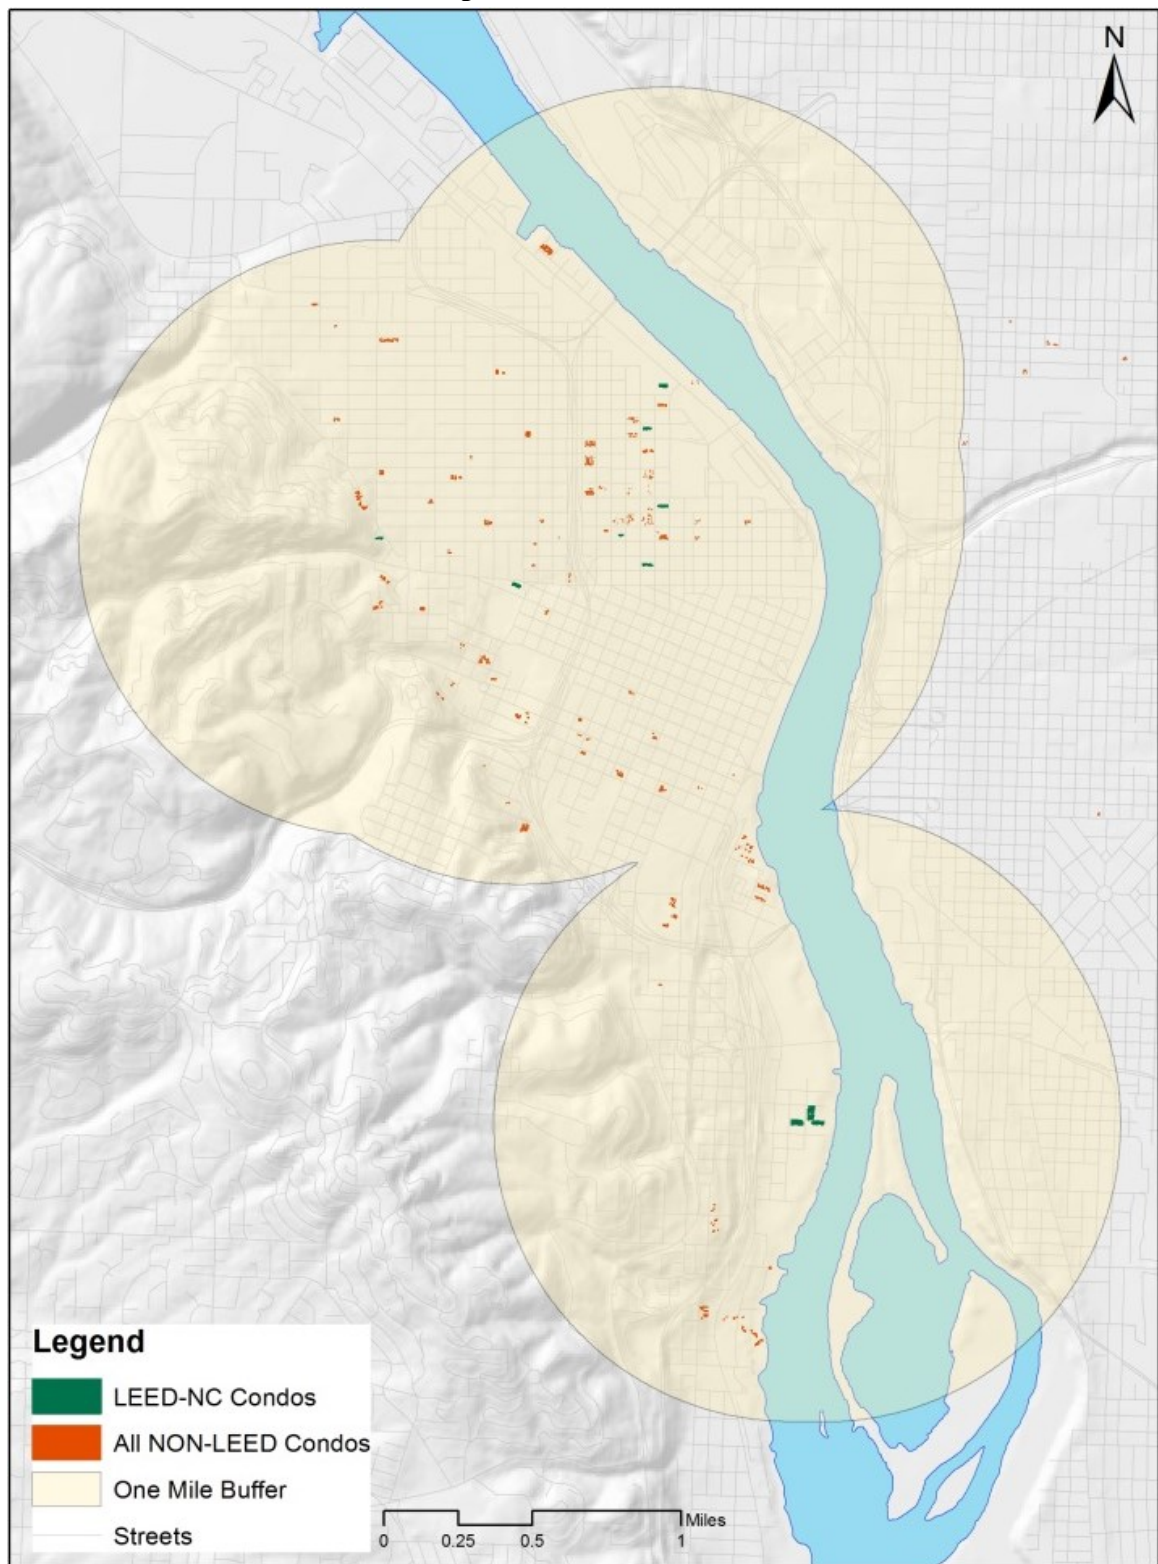 N
Legend
LEED-NC Condos
All NON-LEED Condos
One Mile Buffer
Streets
Miles
0 0.25 0.5 1